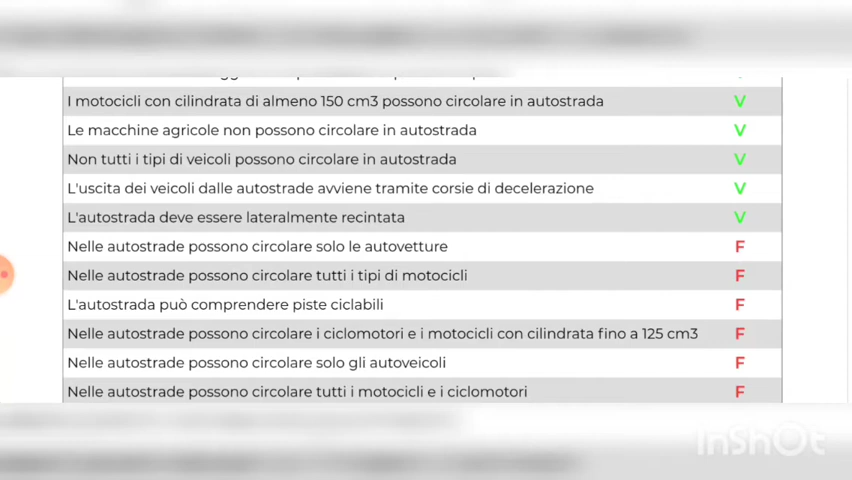 I motocicli con cilindrata di almeno 150 cm3 possono circolare in autostrada V
Le macchine agricole non possono circolare in autostrada V
Non tutti i tipi di veicoli possono circolare in autostrada V
L'uscita dei veicoli dalle autostrade avviene tramite corsie di decelerazione V
L'autostrada deve essere lateralmente recintata V
Nelle autostrade possono circolare solo le autovetture F
Nelle autostrade possono circolare tutti i tipi di motocicli F
L'autostrada può comprendere piste ciclabili F
Nelle autostrade possono circolare i ciclomotori e i motocicli con cilindrata fino a 125 cm3 F
Nelle autostrade possono circolare solo gli autoveicoli F
Nelle autostrade possono circolare tutti i motocicli e i ciclomotori F
InShOt